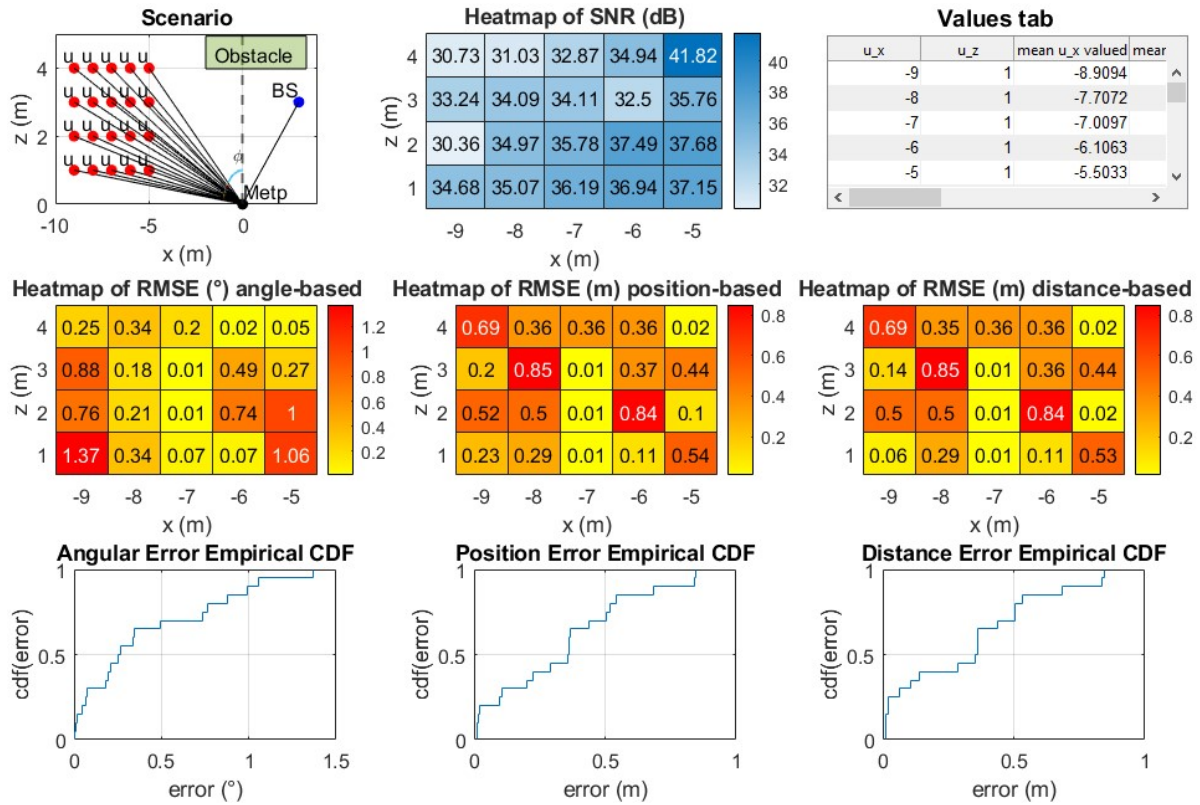 Scenario
Obstacle
BS
u u u u u
u u u u u
u u u u u
u u u u u
ϕ
Metp
4
2
0
z (m)
-10 -5 0
x (m)
Heatmap of SNR (dB)
4 30.73 31.03 32.87 34.94 41.82
3 33.24 34.09 34.11 32.5 35.76
2 30.36 34.97 35.78 37.49 37.68
1 34.68 35.07 36.19 36.94 37.15
z (m)
-9 -8 -7 -6 -5
x (m)
40
38
36
34
32
Values tab
u_x u_z mean u_x valued mear
-9 1 -8.9094
-8 1 -7.7072
-7 1 -7.0097
-6 1 -6.1063
-5 1 -5.5033
Heatmap of RMSE (°) angle-based
4 0.25 0.34 0.2 0.02 0.05
3 0.88 0.18 0.01 0.49 0.27
2 0.76 0.21 0.01 0.74 1
1 1.37 0.34 0.07 0.07 1.06
z (m)
-9 -8 -7 -6 -5
x (m)
1.2
1
0.8
0.6
0.4
0.2
Heatmap of RMSE (m) position-based
4 0.69 0.36 0.36 0.36 0.02
3 0.2 0.85 0.01 0.37 0.44
2 0.52 0.5 0.01 0.84 0.1
1 0.23 0.29 0.01 0.11 0.54
z (m)
-9 -8 -7 -6 -5
x (m)
0.8
0.6
0.4
0.2
Heatmap of RMSE (m) distance-based
4 0.69 0.35 0.36 0.36 0.02
3 0.14 0.85 0.01 0.36 0.44
2 0.5 0.5 0.01 0.84 0.02
1 0.06 0.29 0.01 0.11 0.53
z (m)
-9 -8 -7 -6 -5
x (m)
0.8
0.6
0.4
0.2
Angular Error Empirical CDF
1
0.5
0
cdf(error)
0 0.5 1 1.5
error (°)
Position Error Empirical CDF
1
0.5
0
cdf(error)
0 0.5 1
error (m)
Distance Error Empirical CDF
1
0.5
0
cdf(error)
0 0.5 1
error (m)